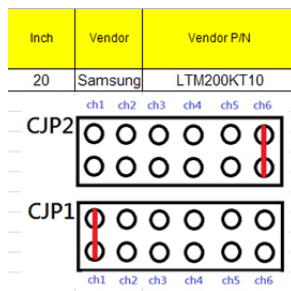 Inch Vendor Vendor P/N
20 Samsung LTM200KT10
ch1 ch2 ch3 ch4 ch5 ch6
CJP2
CJP1
ch1 ch2 ch3 ch4 ch5 ch6